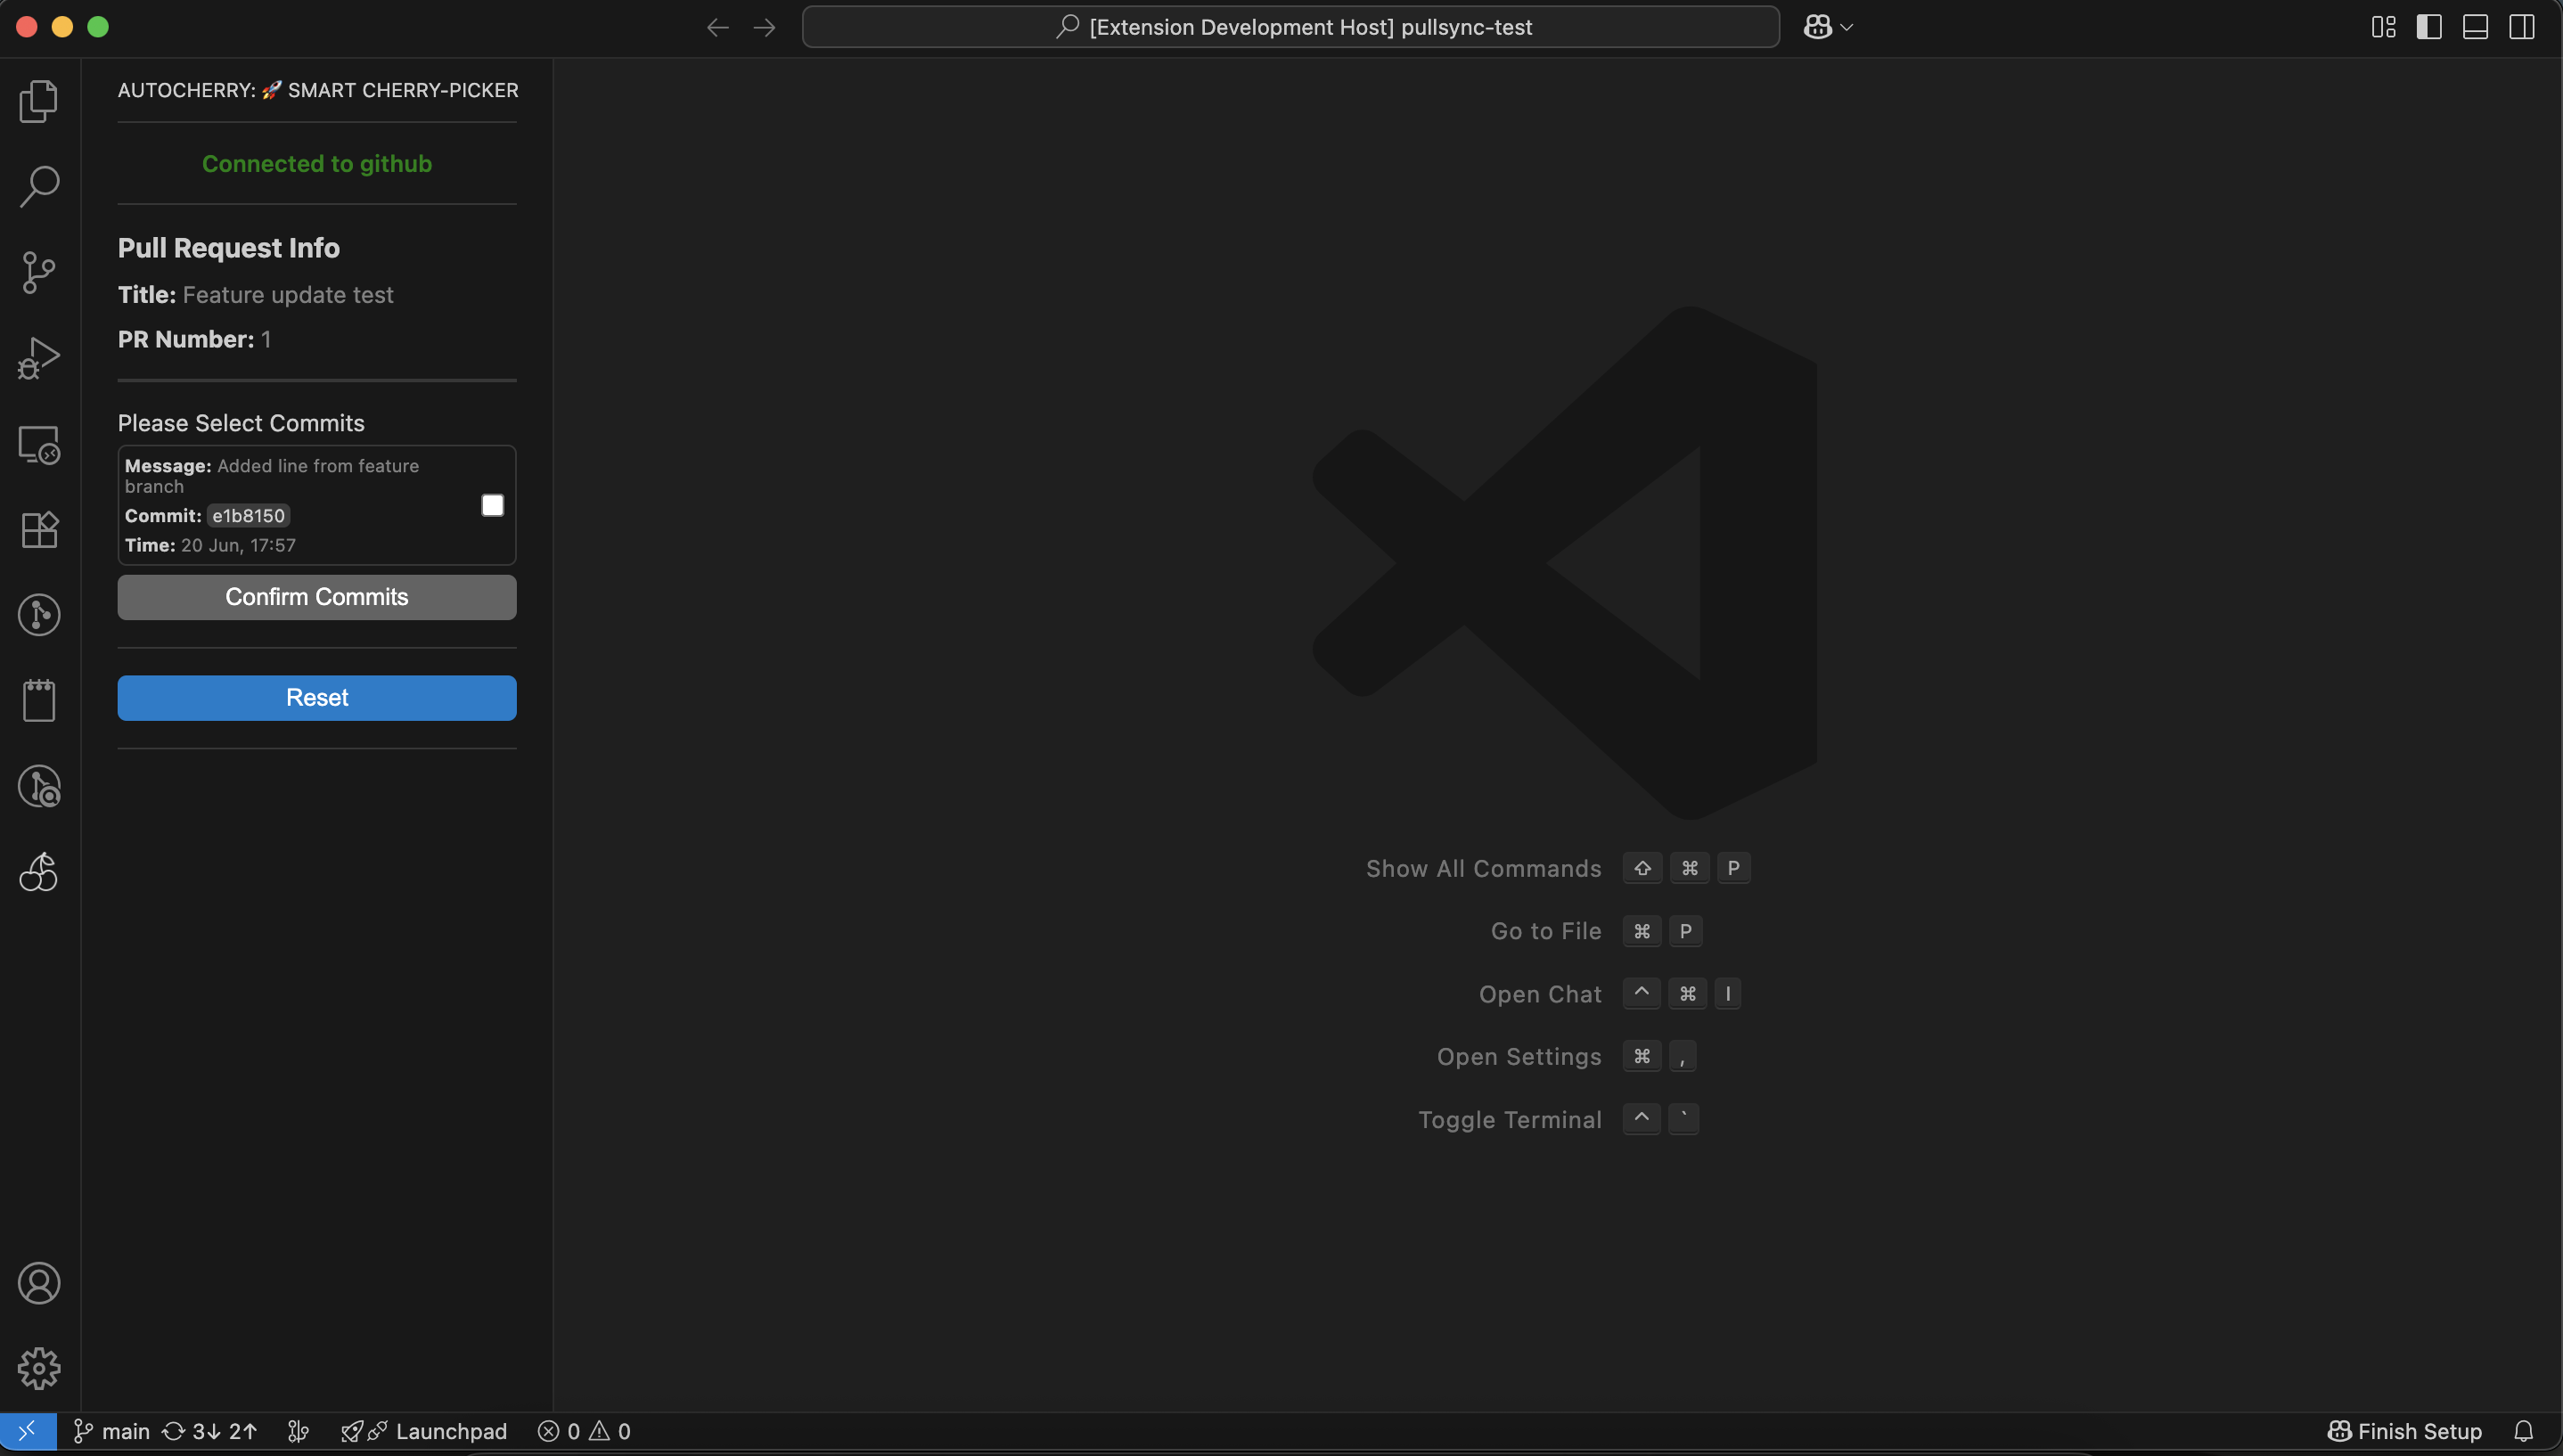 [Extension Development Host] pullsync-test
AUTOCHERRY: 🚀 SMART CHERRY-PICKER
Connected to github
Pull Request Info
Title: Feature update test
PR Number: 1
Please Select Commits
Message: Added line from feature
branch
Commit: e1b8150
Time: 20 Jun, 17:57
Confirm Commits
Reset
Show All Commands ⇧ ⌘ P
Go to File ⌘ P
Open Chat ^ ⌘ I
Open Settings ⌘ ,
Toggle Terminal ^ `
main 3↓ 2↑ Launchpad 0 0 Finish Setup